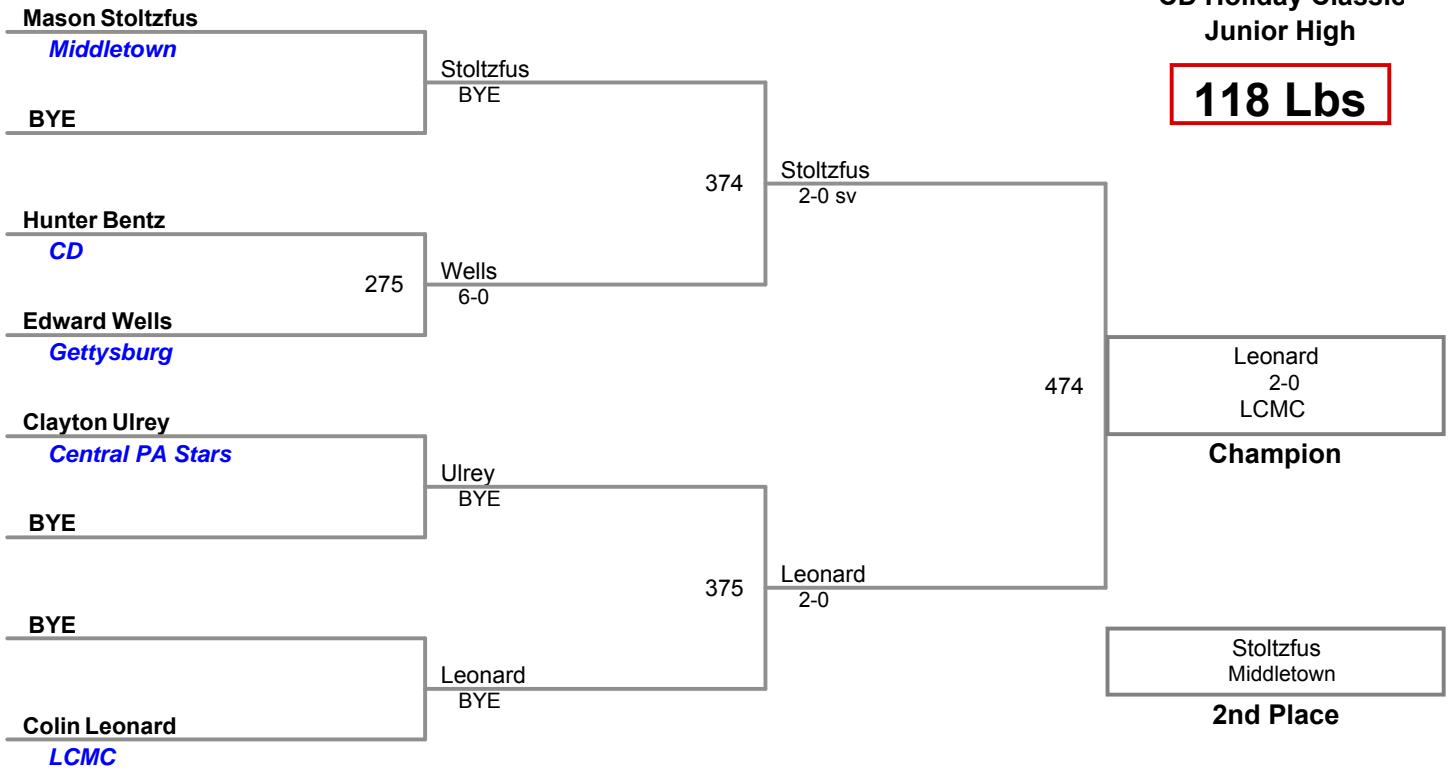 Holiday Classic
Junior High
118 Lbs
Mason Stoltzfus
Middletown
BYE
Hunter Bentz
CD
Edward Wells
Gettysburg
Clayton Ulrey
Central PA Stars
BYE
BYE
Colin Leonard
LCMC
Stoltzfus
BYE
275
Wells
6-0
Ulrey
BYE
Leonard
BYE
374
Stoltzfus
2-0 sv
375
Leonard
2-0
474
Leonard
2-0
LCMC
Champion
Stoltzfus
Middletown
2nd Place